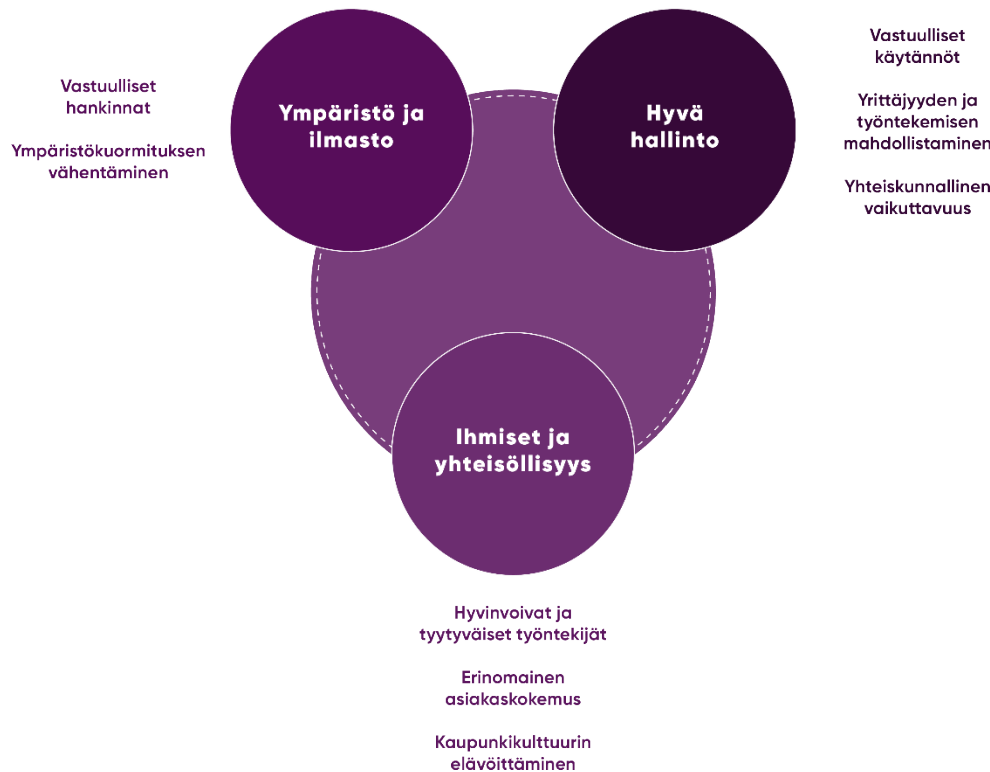 Ympäristö ja
ilmasto
Vastuulliset
hankinnat
Ympäristökuormituksen
vähentäminen
Hyvä
hallinto
Vastuulliset
käytännöt
Yrittäjyyden ja
työntekemisen
mahdollistaminen
Yhteiskunnallinen
vaikuttavuus
Ihmiset ja
yhteisöllisyys
Hyvinvoivat ja
tyytyväiset työntekijät
Erinomainen
asiakaskokemus
Kaupunkikulttuurin
elävöittäminen